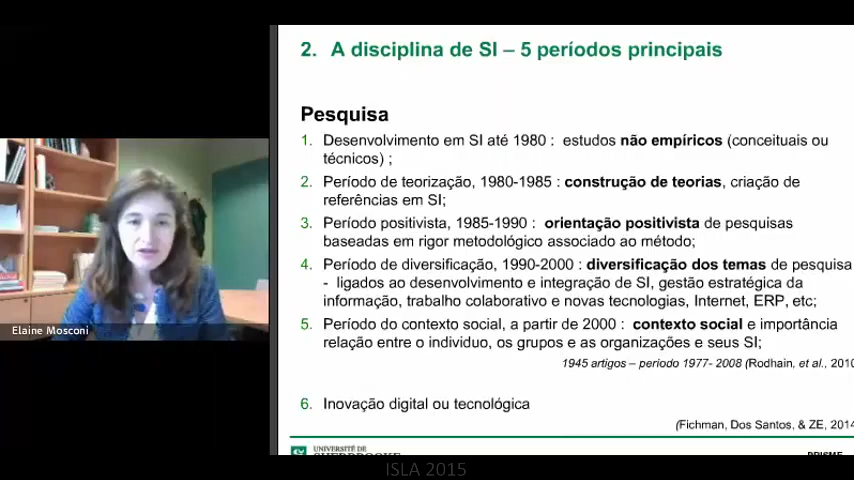 2. A disciplina de SI – 5 períodos principais
Pesquisa
1. Desenvolvimento em SI até 1980 : estudos não empíricos (conceituais ou
técnicos) ;
2. Período de teorização, 1980-1985 : construção de teorias, criação de
referências em SI;
3. Período positivista, 1985-1990 : orientação positivista de pesquisas
baseadas em rigor metodológico associado ao método;
4. Período de diversificação, 1990-2000 : diversificação dos temas de pesquisa
- ligados ao desenvolvimento e integração de SI, gestão estratégica da
informação, trabalho colaborativo e novas tecnologias, Internet, ERP, etc;
5. Período do contexto social, a partir de 2000 : contexto social e importância
relação entre o individuo, os grupos e as organizações e seus SI;
1945 artigos – periodo 1977- 2008 (Rodhain, et al., 2010
6. Inovação digital ou tecnológica
(Fichman, Dos Santos, & ZE, 2014
Elaine Mosconi
UNIVERSITÉ DE
SHERBROOKE
PRISME
ISLA 2015